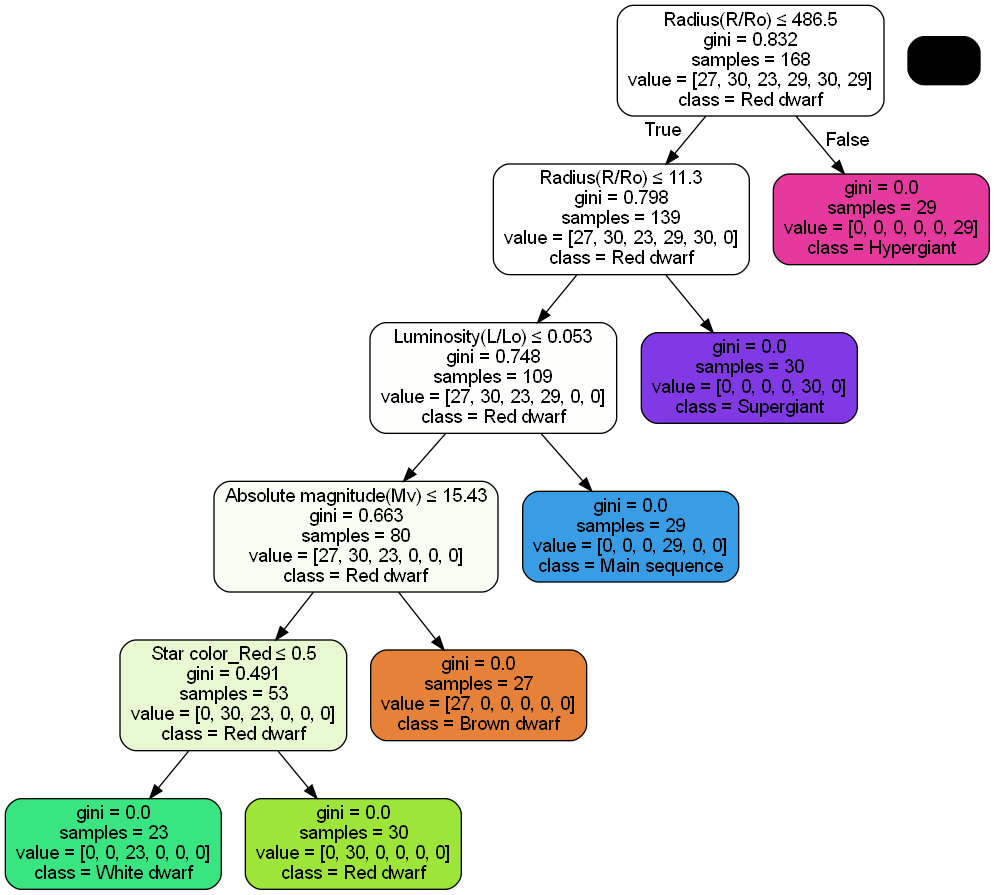 Radius(R/Ro) ≤ 486.5
gini = 0.832
samples = 168
value = [27, 30, 23, 29, 30, 29]
class = Red dwarf
True
False
Radius(R/Ro) ≤ 11.3
gini = 0.798
samples = 139
value = [27, 30, 23, 29, 30, 0]
class = Red dwarf
gini = 0.0
samples = 29
value = [0, 0, 0, 0, 0, 29]
class = Hypergiant
Luminosity(L/Lo) ≤ 0.053
gini = 0.748
samples = 109
value = [27, 30, 23, 29, 0, 0]
class = Red dwarf
gini = 0.0
samples = 30
value = [0, 0, 0, 0, 30, 0]
class = Supergiant
Absolute magnitude(Mv) ≤ 15.43
gini = 0.663
samples = 80
value = [27, 30, 23, 0, 0, 0]
class = Red dwarf
gini = 0.0
samples = 29
value = [0, 0, 0, 29, 0, 0]
class = Main sequence
Star color_Red ≤ 0.5
gini = 0.491
samples = 53
value = [0, 30, 23, 0, 0, 0]
class = Red dwarf
gini = 0.0
samples = 27
value = [27, 0, 0, 0, 0, 0]
class = Brown dwarf
gini = 0.0
samples = 23
value = [0, 0, 23, 0, 0, 0]
class = White dwarf
gini = 0.0
samples = 30
value = [0, 30, 0, 0, 0, 0]
class = Red dwarf